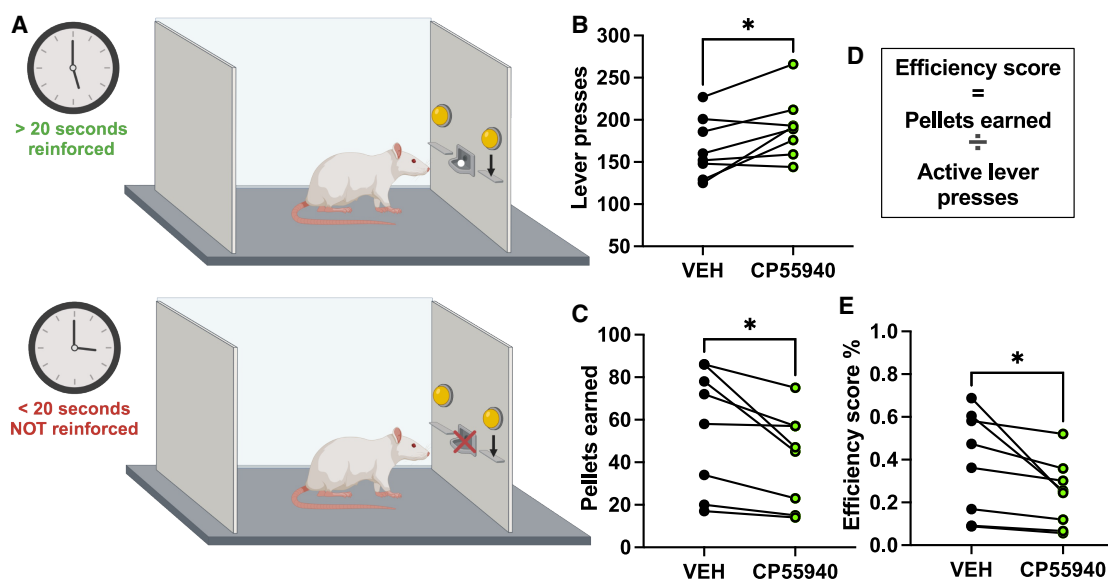 A
> 20 seconds
reinforced
< 20 seconds
NOT reinforced
B
Lever presses
300
250
200
150
100
50
*
VEH
CP55940
C
Pellets earned
100
80
60
40
20
0
*
VEH
CP55940
D
Efficiency score
=
Pellets earned
÷
Active lever
presses
E
Efficiency score %
1.0
0.8
0.6
0.4
0.2
0.0
*
VEH
CP55940